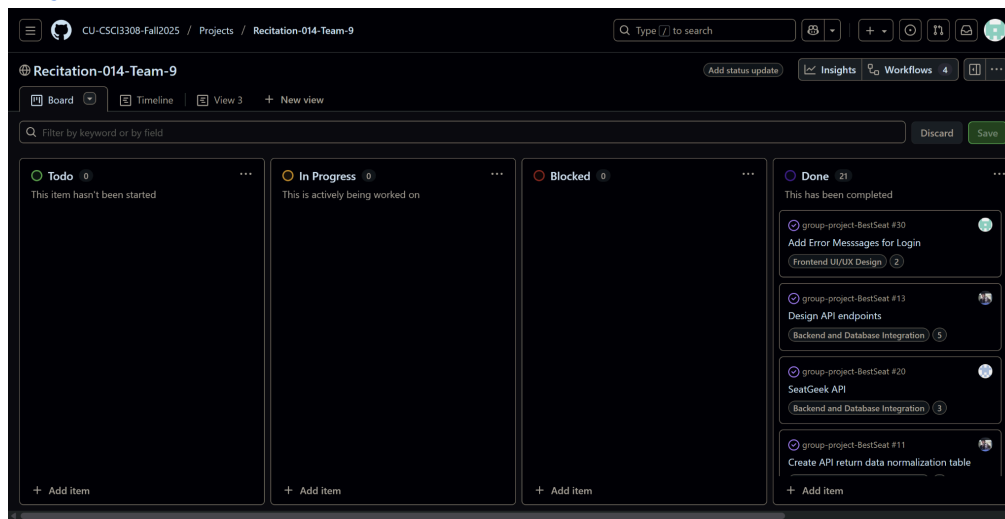 CU-CSCI3308-Fall2025 / Projects / Recitation-014-Team-9
Type / to search
Recitation-014-Team-9
Add status update
Insights
Workflows 4
Board
Timeline
View 3
+ New view
Filter by keyword or by field
Discard
Save
Todo 0
This item hasn't been started
+ Add item
In Progress 0
This is actively being worked on
+ Add item
Blocked 0
+ Add item
Done 21
This has been completed
group-project-BestSeat #30
Add Error Messsages for Login
Frontend UI/UX Design 2
group-project-BestSeat #13
Design API endpoints
Backend and Database Integration 5
group-project-BestSeat #20
SeatGeek API
Backend and Database Integration 3
group-project-BestSeat #11
Create API return data normalization table
+ Add item